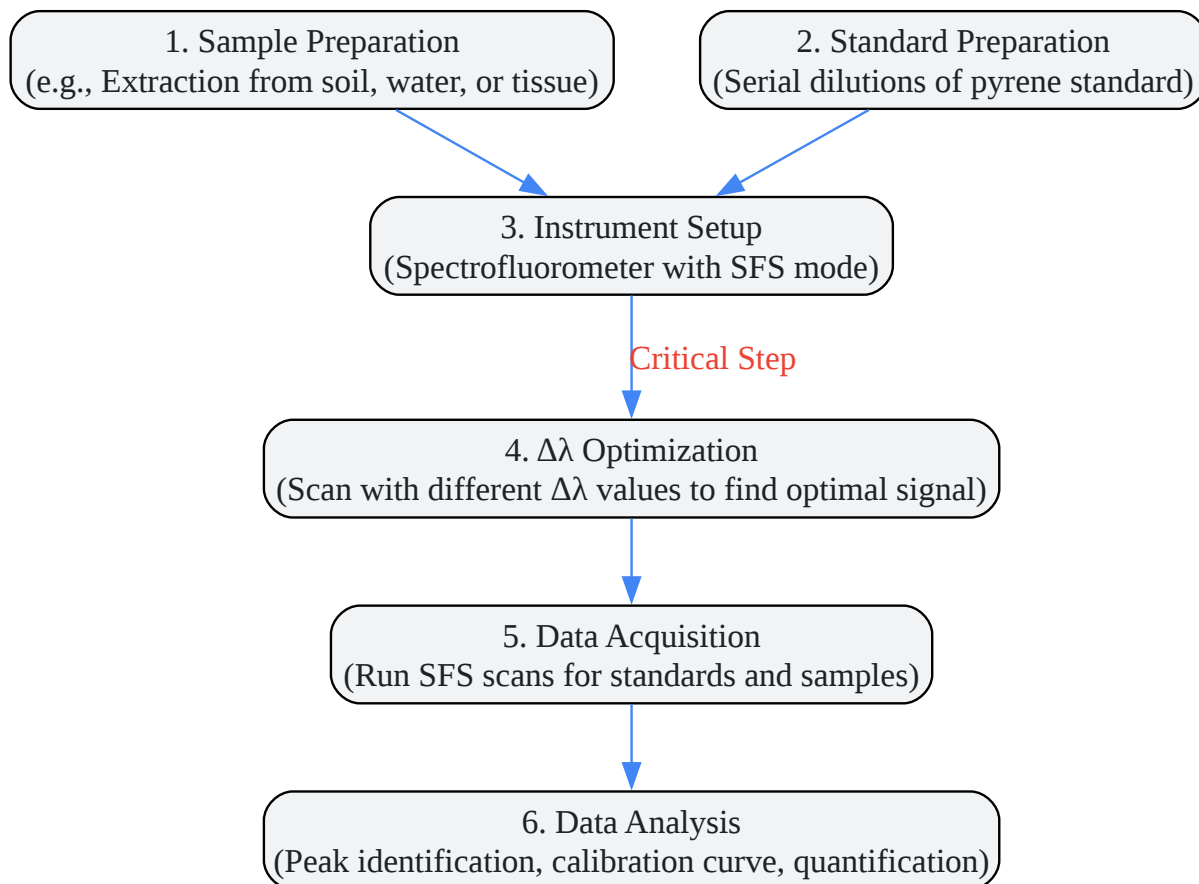 1. Sample Preparation
(e.g., Extraction from soil, water, or tissue)
2. Standard Preparation
(Serial dilutions of pyrene standard)
3. Instrument Setup
(Spectrofluorometer with SFS mode)
Critical Step
4. Δλ Optimization
(Scan with different Δλ values to find optimal signal)
5. Data Acquisition
(Run SFS scans for standards and samples)
6. Data Analysis
(Peak identification, calibration curve, quantification)